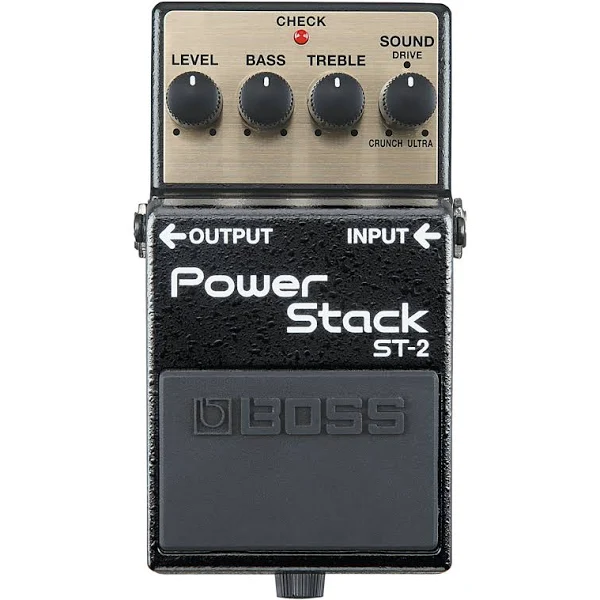 CHECK
LEVEL BASS TREBLE SOUND
DRIVE
CRUNCH ULTRA
←OUTPUT INPUT←
Power
Stack
ST-2
BOSS